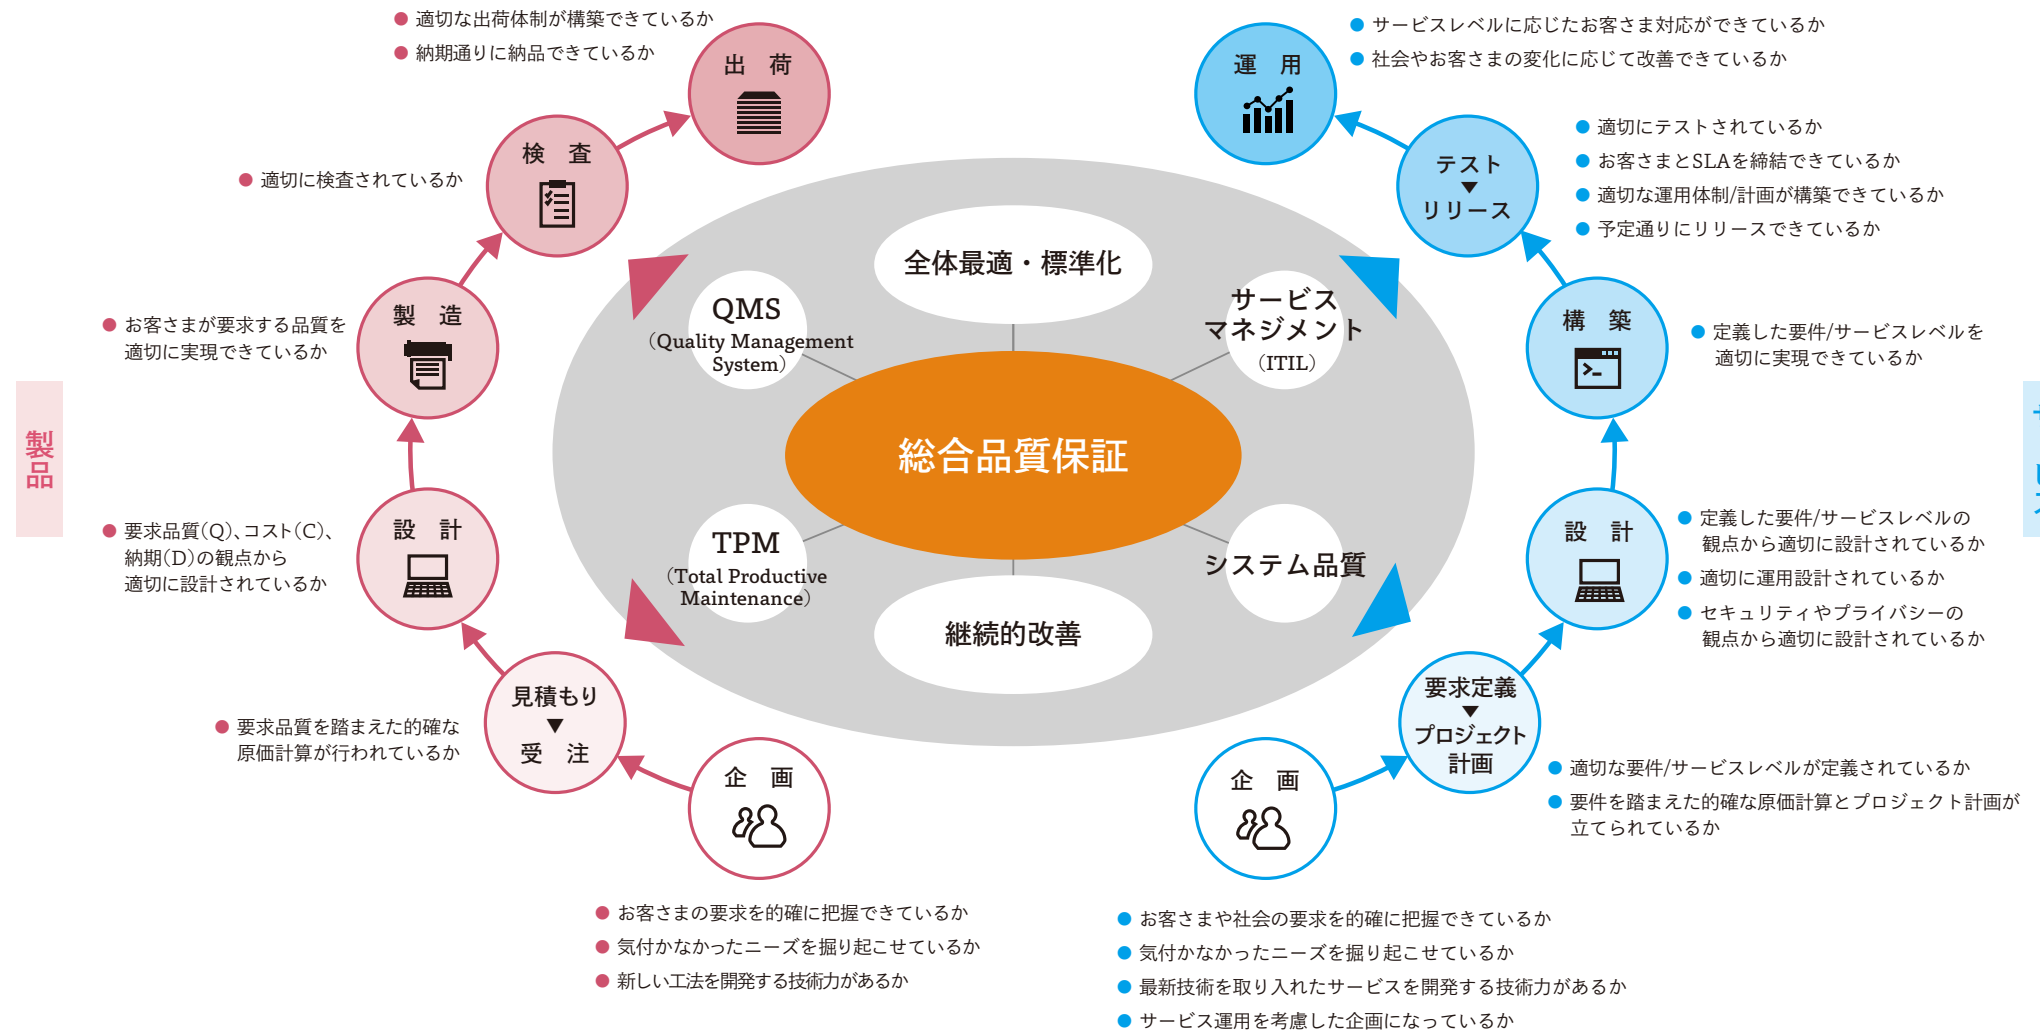 製品
● 適切な出荷体制が構築できているか
● 納期通りに納品できているか
出 荷
● 適切に検査されているか
検 査
● お客さまが要求する品質を
適切に実現できているか
製 造
● 要求品質(Q)、コスト(C)、
納期(D)の観点から
適切に設計されているか
設 計
● 要求品質を踏まえた的確な
原価計算が行われているか
見積もり
▼
受 注
企 画
● お客さまの要求を的確に把握できているか
● 気付かなかったニーズを掘り起こせているか
● 新しい工法を開発する技術力があるか
全体最適・標準化
QMS
(Quality Management
System)
サービス
マネジメント
(ITIL)
総合品質保証
TPM
(Total Productive
Maintenance)
システム品質
継続的改善
運 用
● サービスレベルに応じたお客さま対応ができているか
● 社会やお客さまの変化に応じて改善できているか
テスト
▼
リリース
● 適切にテストされているか
● お客さまとSLAを締結できているか
● 適切な運用体制/計画が構築できているか
● 予定通りにリリースできているか
構 築
● 定義した要件/サービスレベルを
適切に実現できているか
設 計
● 定義した要件/サービスレベルの
観点から適切に設計されているか
● 適切に運用設計されているか
● セキュリティやプライバシーの
観点から適切に設計されているか
要求定義
▼
プロジェクト
計画
● 適切な要件/サービスレベルが定義されているか
● 要件を踏まえた的確な原価計算とプロジェクト計画が
立てられているか
企 画
● お客さまや社会の要求を的確に把握できているか
● 気付かなかったニーズを掘り起こせているか
● 最新技術を取り入れたサービスを開発する技術力があるか
● サービス運用を考慮した企画になっているか